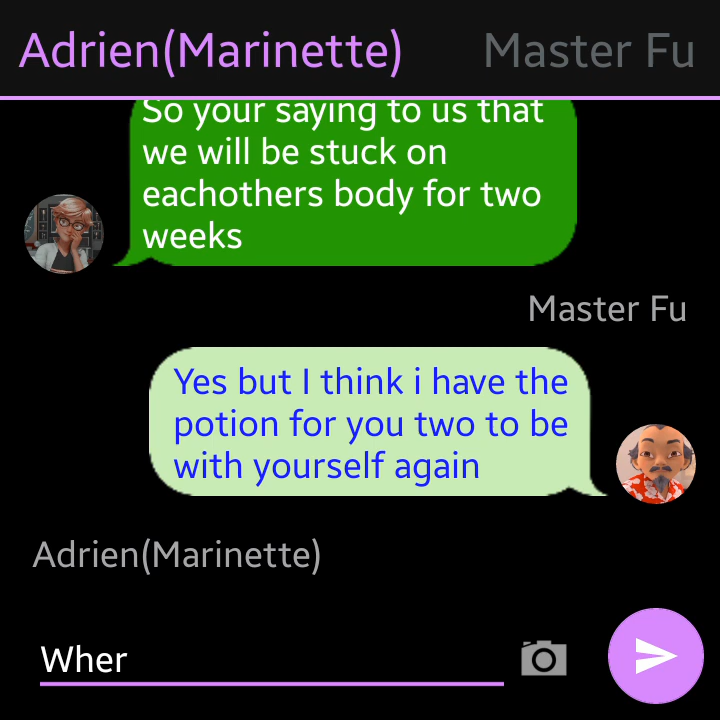 Adrien(Marinette) Master Fu
So your saying to us that
we will be stuck on
eachothers body for two
weeks
Master Fu
Yes but I think i have the
potion for you two to be
with yourself again
Adrien(Marinette)
Wher